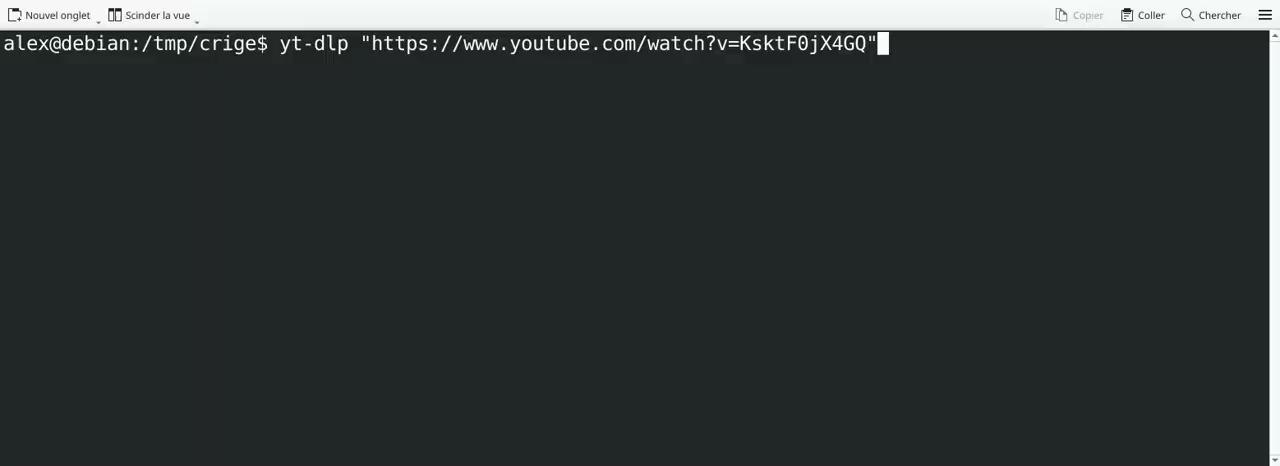 Nouvel onglet Scinder la vue Copier Coller Chercher
alex@debian:/tmp/crige$ yt-dlp "https://www.youtube.com/watch?v=KsktF0jX4GQ"